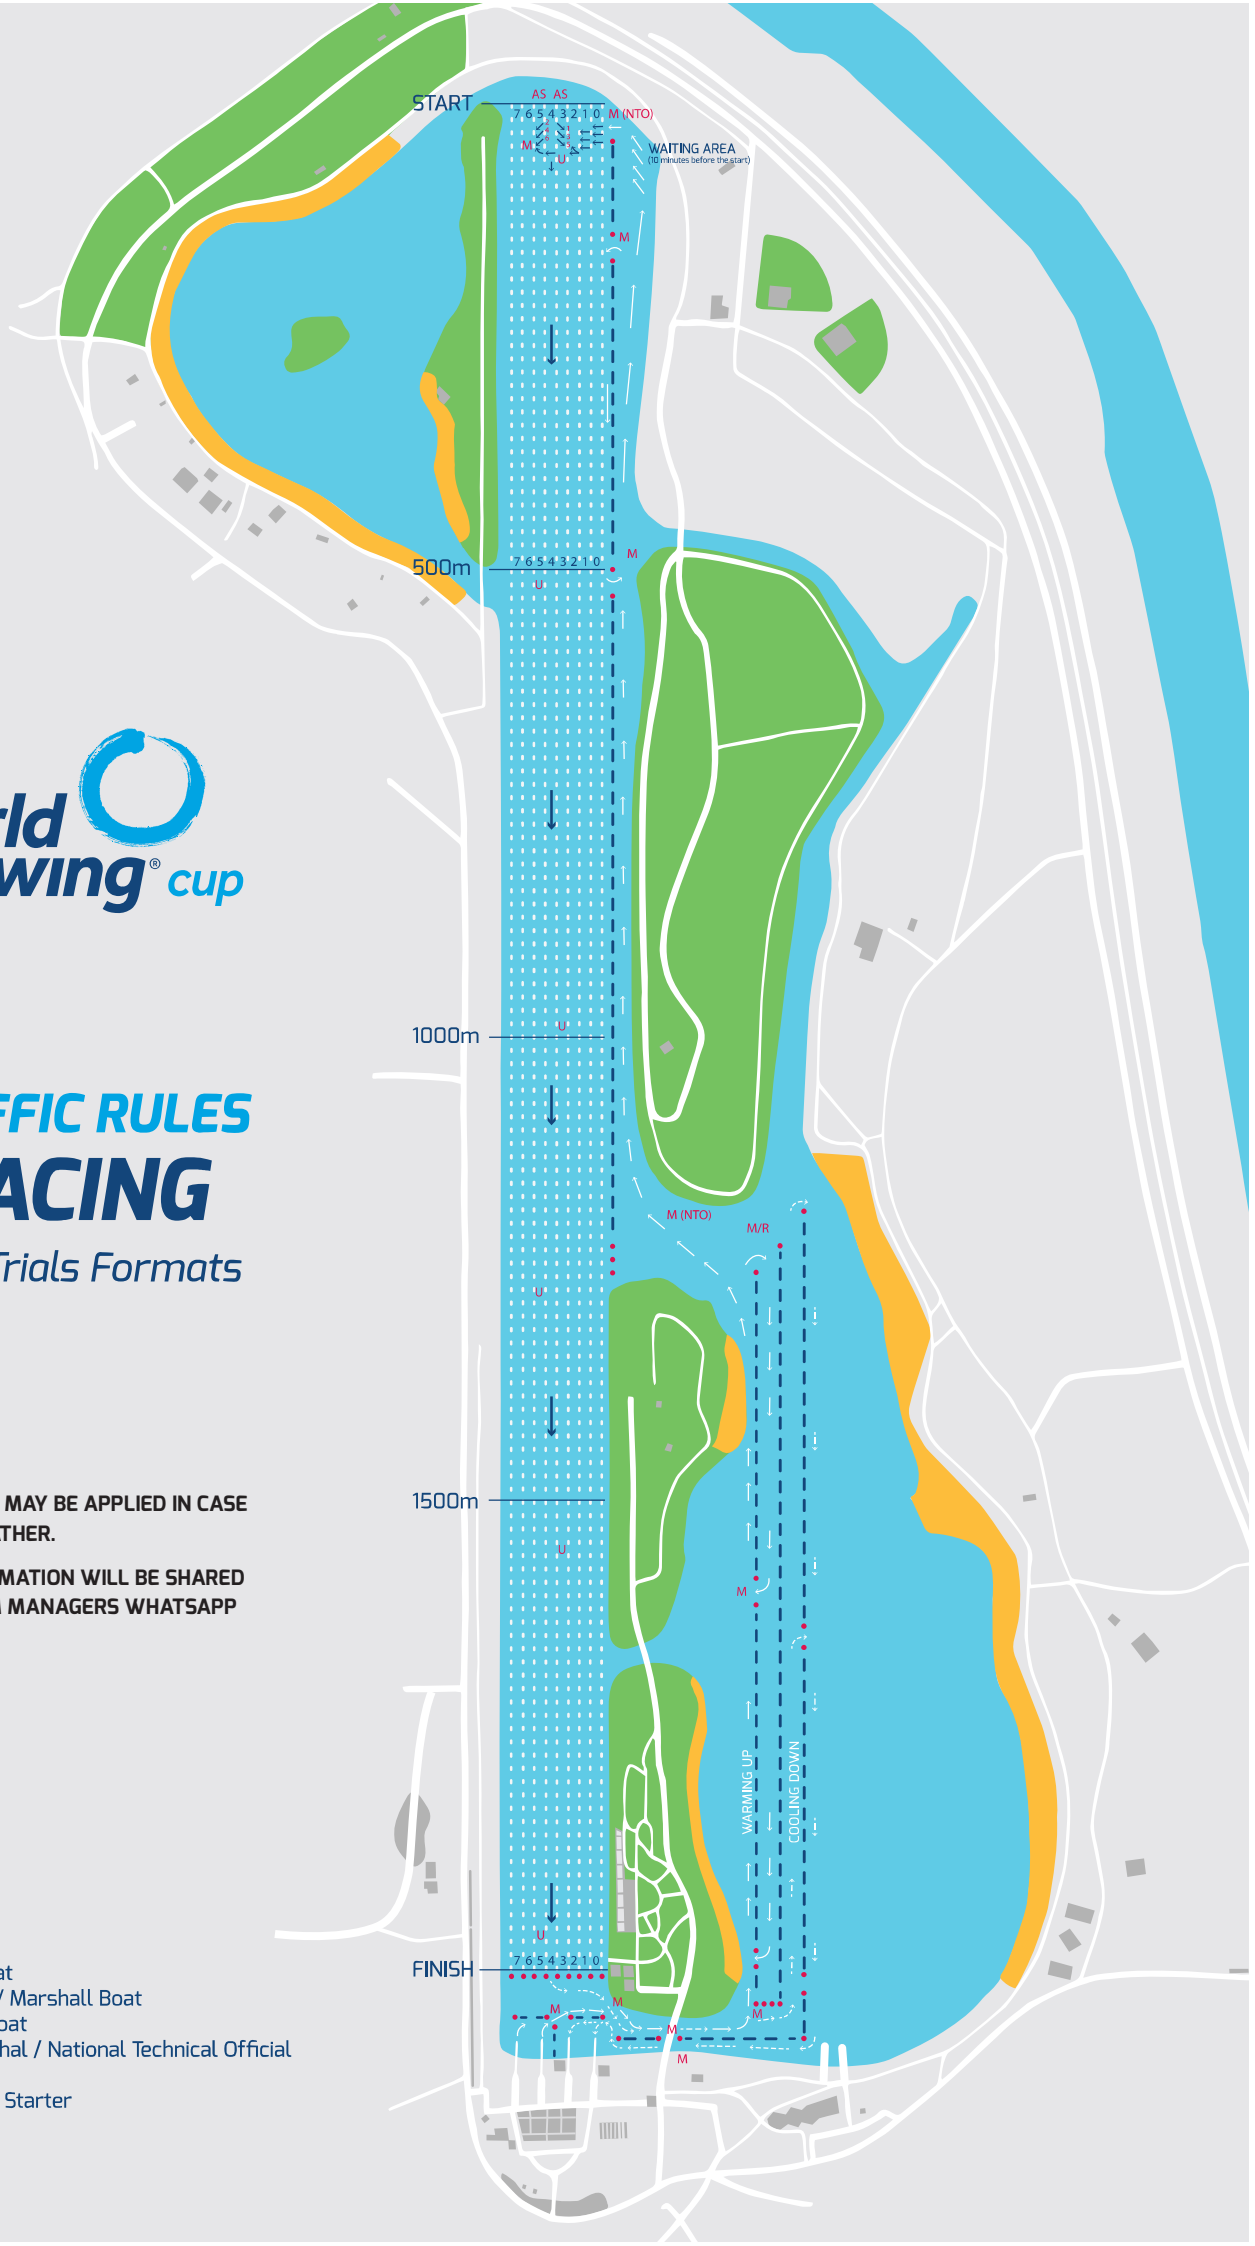 AS AS
START
7 6 5 4 3 2 1 0
M (NTO)
M
U
WAITING AREA
(10 minutes before the start)
M
M
500m
7 6 5 4 3 2 1 0
U
rld
wing® cup
U
1000m
FFIC RULES
ACING
Trials Formats
M (NTO)
M/R
U
1500m
MAY BE APPLIED IN CASE
THER.
U
MATION WILL BE SHARED
MANAGERS WHATSAPP
M
WARMING UP
COOLING DOWN
U
7 6 5 4 3 2 1 0
FINISH
at
/ Marshall Boat
oat
hal / National Technical Official
Starter
M
M
M
M
M